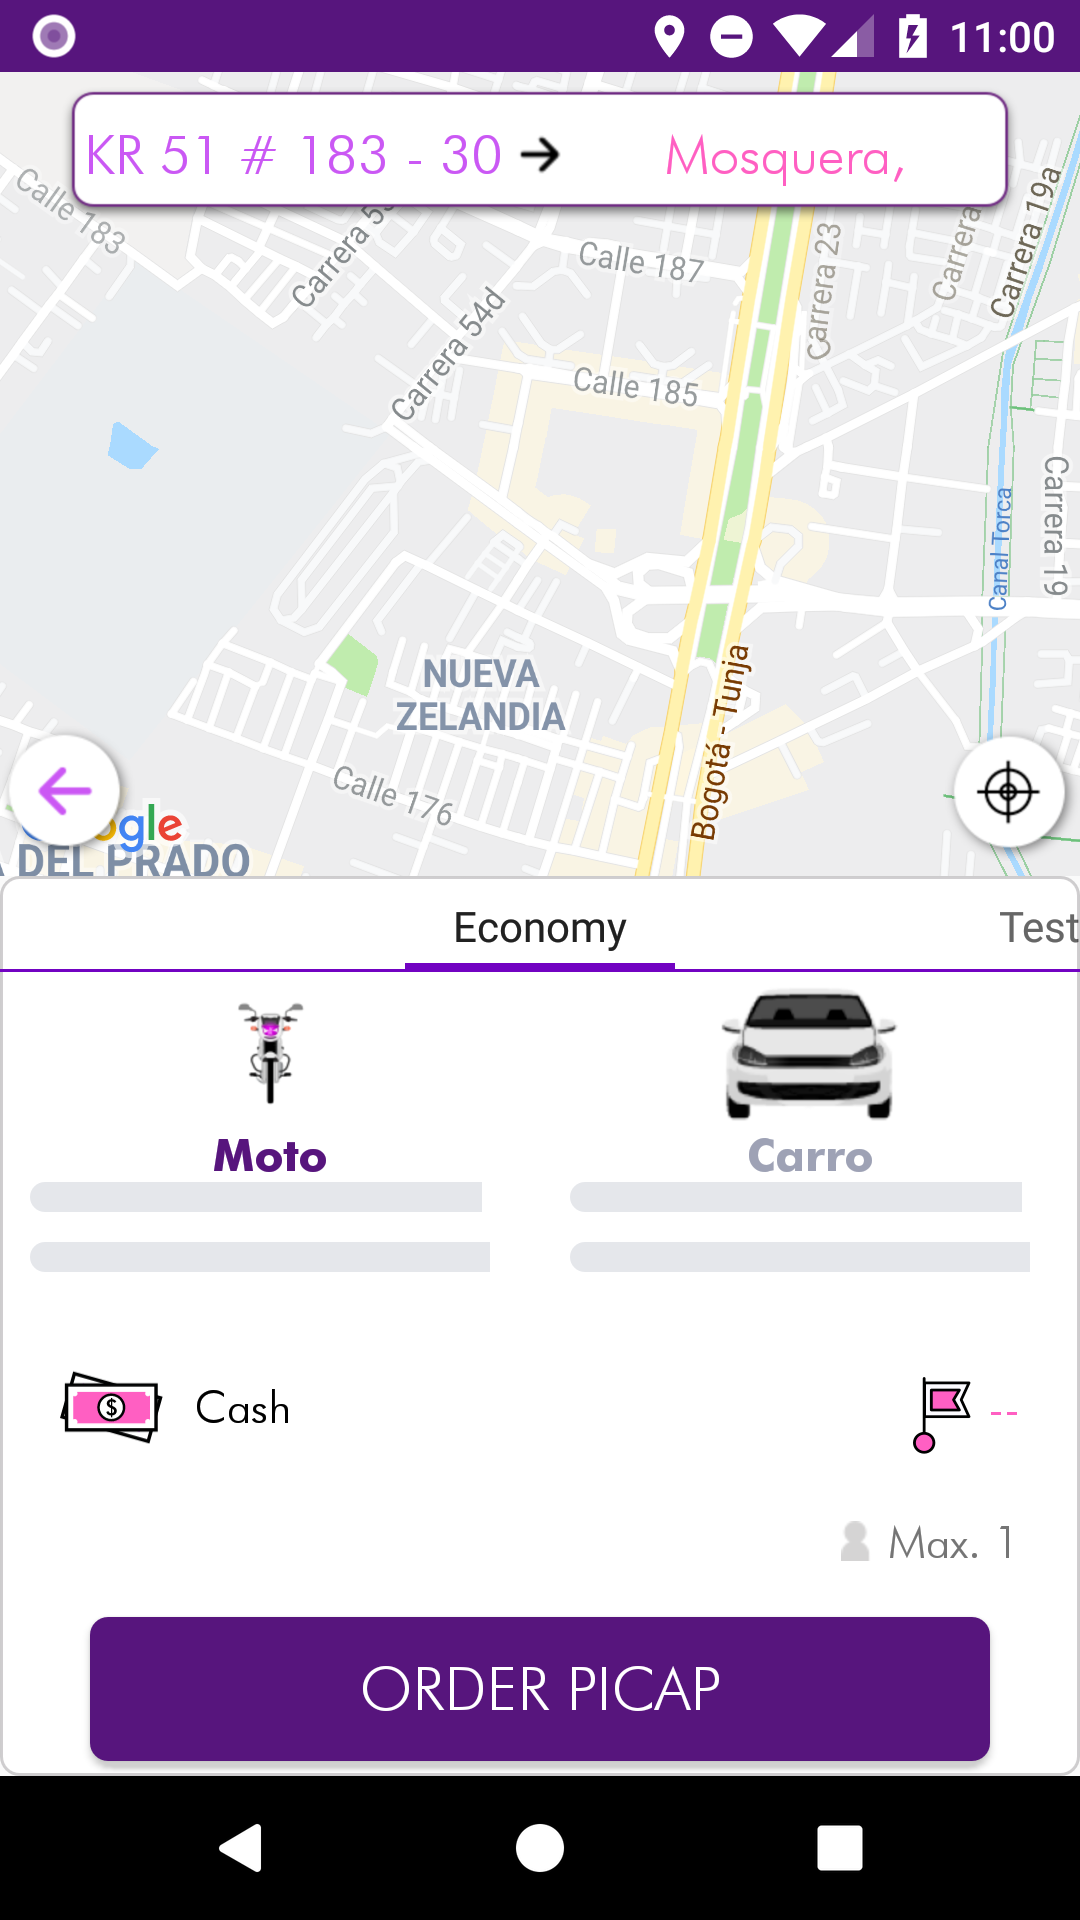 11:00
KR 51 # 183 - 30 → Mosquera,
Calle 183
Carrera 53
Calle 187
Carrera 23
Carrera
Carrera 19a
Carrera 54d
Calle 185
Carrera 19
Canal Torca
NUEVA
ZELANDIA
Bogotá - Tunja
Calle 176
Google
DEL PRADO
Economy
Test
Moto
Carro
$
Cash
--
Max. 1
ORDER PICAP